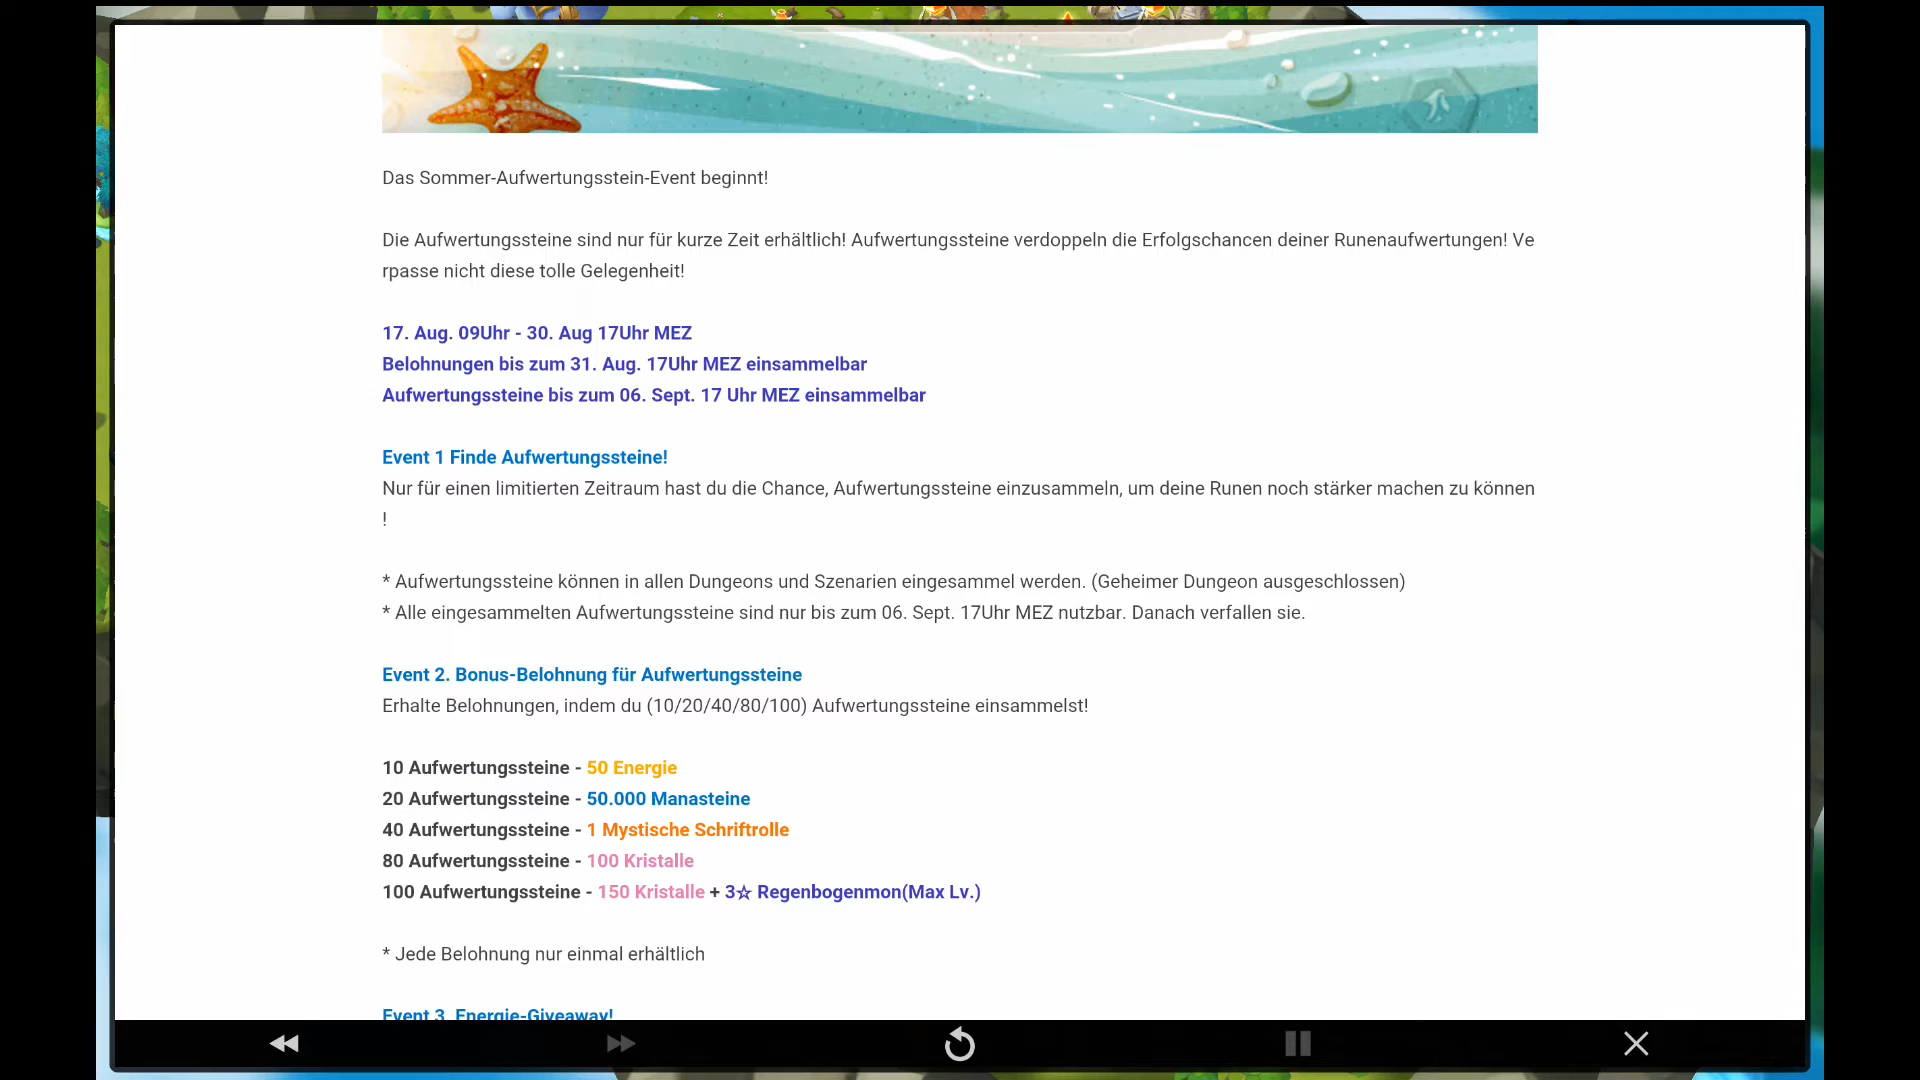 Das Sommer-Aufwertungsstein-Event beginnt!
Die Aufwertungssteine sind nur für kurze Zeit erhältlich! Aufwertungssteine verdoppeln die Erfolgschancen deiner Runenaufwertungen! Ve
rpasse nicht diese tolle Gelegenheit!
17. Aug. 09Uhr - 30. Aug 17Uhr MEZ
Belohnungen bis zum 31. Aug. 17Uhr MEZ einsammelbar
Aufwertungssteine bis zum 06. Sept. 17 Uhr MEZ einsammelbar
Event 1 Finde Aufwertungssteine!
Nur für einen limitierten Zeitraum hast du die Chance, Aufwertungssteine einzusammeln, um deine Runen noch stärker machen zu können
!
* Aufwertungssteine können in allen Dungeons und Szenarien eingesammel werden. (Geheimer Dungeon ausgeschlossen)
* Alle eingesammelten Aufwertungssteine sind nur bis zum 06. Sept. 17Uhr MEZ nutzbar. Danach verfallen sie.
Event 2. Bonus-Belohnung für Aufwertungssteine
Erhalte Belohnungen, indem du (10/20/40/80/100) Aufwertungssteine einsammelst!
10 Aufwertungssteine - 50 Energie
20 Aufwertungssteine - 50.000 Manasteine
40 Aufwertungssteine - 1 Mystische Schriftrolle
80 Aufwertungssteine - 100 Kristalle
100 Aufwertungssteine - 150 Kristalle + 3☆ Regenbogenmon(Max Lv.)
* Jede Belohnung nur einmal erhältlich
Event 3. Energie-Giveaway!